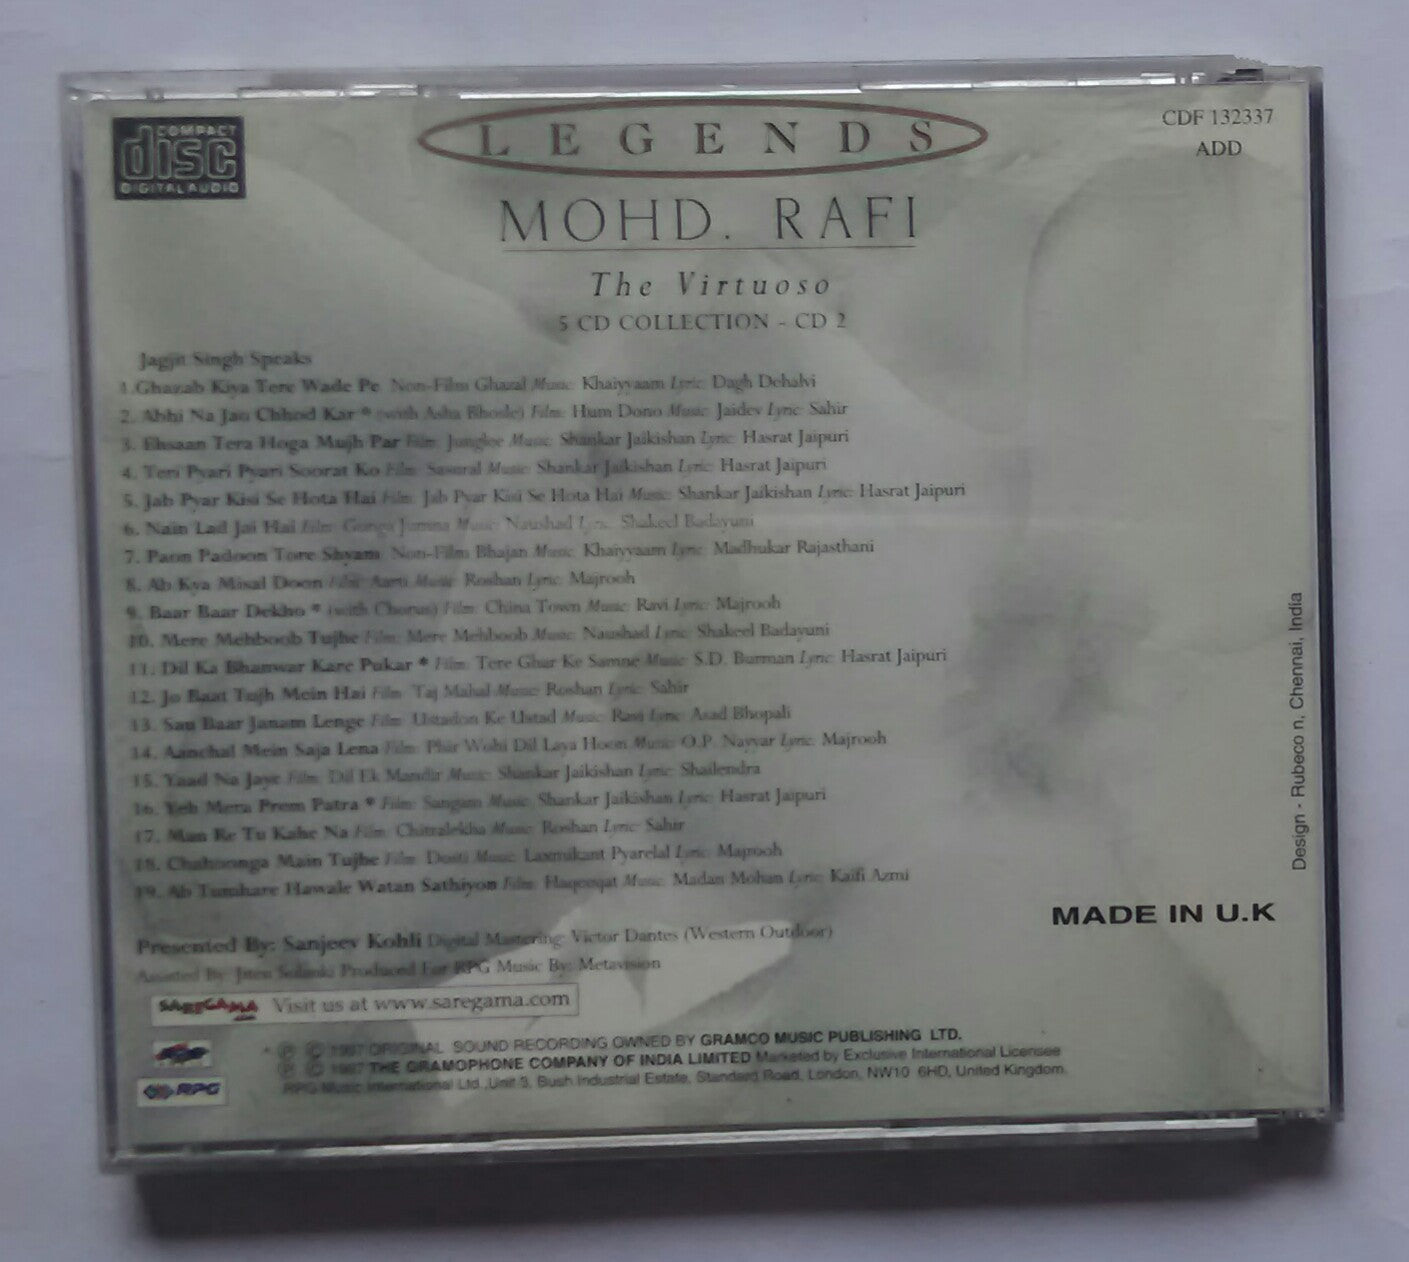 COMPACT
disc
DIGITAL AUDIO
LEGENDS
CDF 132337
ADD
MOHD. RAFI
The Virtuoso
5 CD COLLECTION - CD 2
Jagjit Singh Speaks
1.Ghazab Kiya Tere Wade Pe Non-Film Ghazal Music: Khaiyyaam Lyric: Dagh Dehalvi
2. Abhi Na Jao Chhod Kar * (with Asha Bhosle) Film: Hum Dono Music: Jaidev Lyric: Sahir
3. Ehsaan Tera Hoga Mujh Par Film: Junglee Music: Shankar Jaikishan Lyric: Hasrat Jaipuri
4. Teri Pyari Pyari Soorat Ko Film: Sasural Music: Shankar Jaikishan Lyric: Hasrat Jaipuri
5. Jab Pyar Kisi Se Hota Hai Film: Jab Pyar Kisi Se Hota Hai Music: Shankar Jaikishan Lyric: Hasrat Jaipuri
6. Nain Lad Jai Hai Film: Gunga Jumna Music: Naushad Lyric: Shakeel Badayuni
7. Paon Padoon Tore Shyam Non-Film Bhajan Music: Khaiyyaam Lyric: Madhukar Rajasthani
8. Ab Kya Misal Doon Film: Aarti Music: Roshan Lyric: Majrooh
9. Baar Baar Dekho * (with Chorus) Film: China Town Music: Ravi Lyric: Majrooh
10. Mere Mehboob Tujhe Film: Mere Mehboob Music: Naushad Lyric: Shakeel Badayuni
11. Dil Ka Bhanwar Kare Pukar * Film: Tere Ghar Ke Samne Music: S.D. Burman Lyric: Hasrat Jaipuri
12. Jo Baat Tujh Mein Hai Film: Taj Mahal Music: Roshan Lyric: Sahir
13. Sau Baar Janam Lenge Film: Ustadon Ke Ustad Music: Ravi Lyric: Asad Bhopali
14. Aanchal Mein Saja Lena Film: Phir Wohi Dil Laya Hoon Music: O.P. Nayyar Lyric: Majrooh
15. Yaad Na Jaye Film: Dil Ek Mandir Music: Shankar Jaikishan Lyric: Shailendra
16. Yeh Mera Prem Patra * Film: Sangam Music: Shankar Jaikishan Lyric: Hasrat Jaipuri
17. Man Re Tu Kahe Na Film: Chitralekha Music: Roshan Lyric: Sahir
18. Chahoonga Main Tujhe Film: Dosti Music: Laxmikant Pyarelal Lyric: Majrooh
19. Ab Tumhare Hawale Watan Sathiyon Film: Haqeeqat Music: Madan Mohan Lyric: Kaifi Azmi
Design - Rubeco n, Chennai, India
MADE IN U.K
Presented By: Sanjeev Kohli Digital Mastering: Victor Dantes (Western Outdoor)
Assisted By: Jiten Solanki Produced For RPG Music By: Metavision
SAREGAMA .com Visit us at www.saregama.com
* ℗ © 1997 ORIGINAL SOUND RECORDING OWNED BY GRAMCO MUSIC PUBLISHING LTD.
℗ © 1997 THE GRAMOPHONE COMPANY OF INDIA LIMITED Marketed by Exclusive International Licensee
RPG RPG Music International Ltd.,Unit 3, Bush Industrial Estate, Standard Road, London, NW10 6HD, United Kingdom.